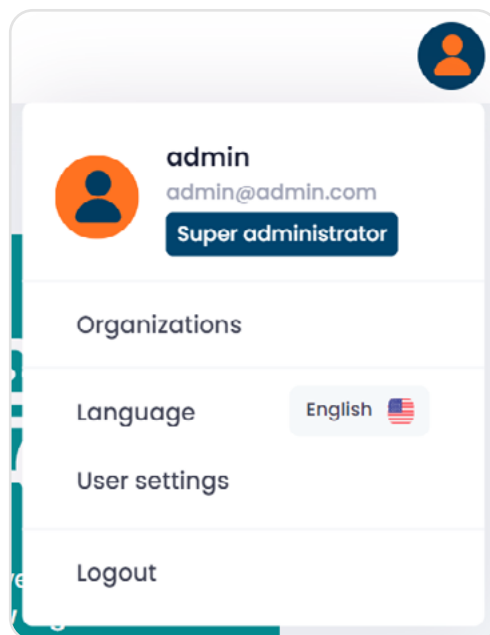 admin
admin@admin.com
Super administrator
Organizations
Language
English
User settings
Logout